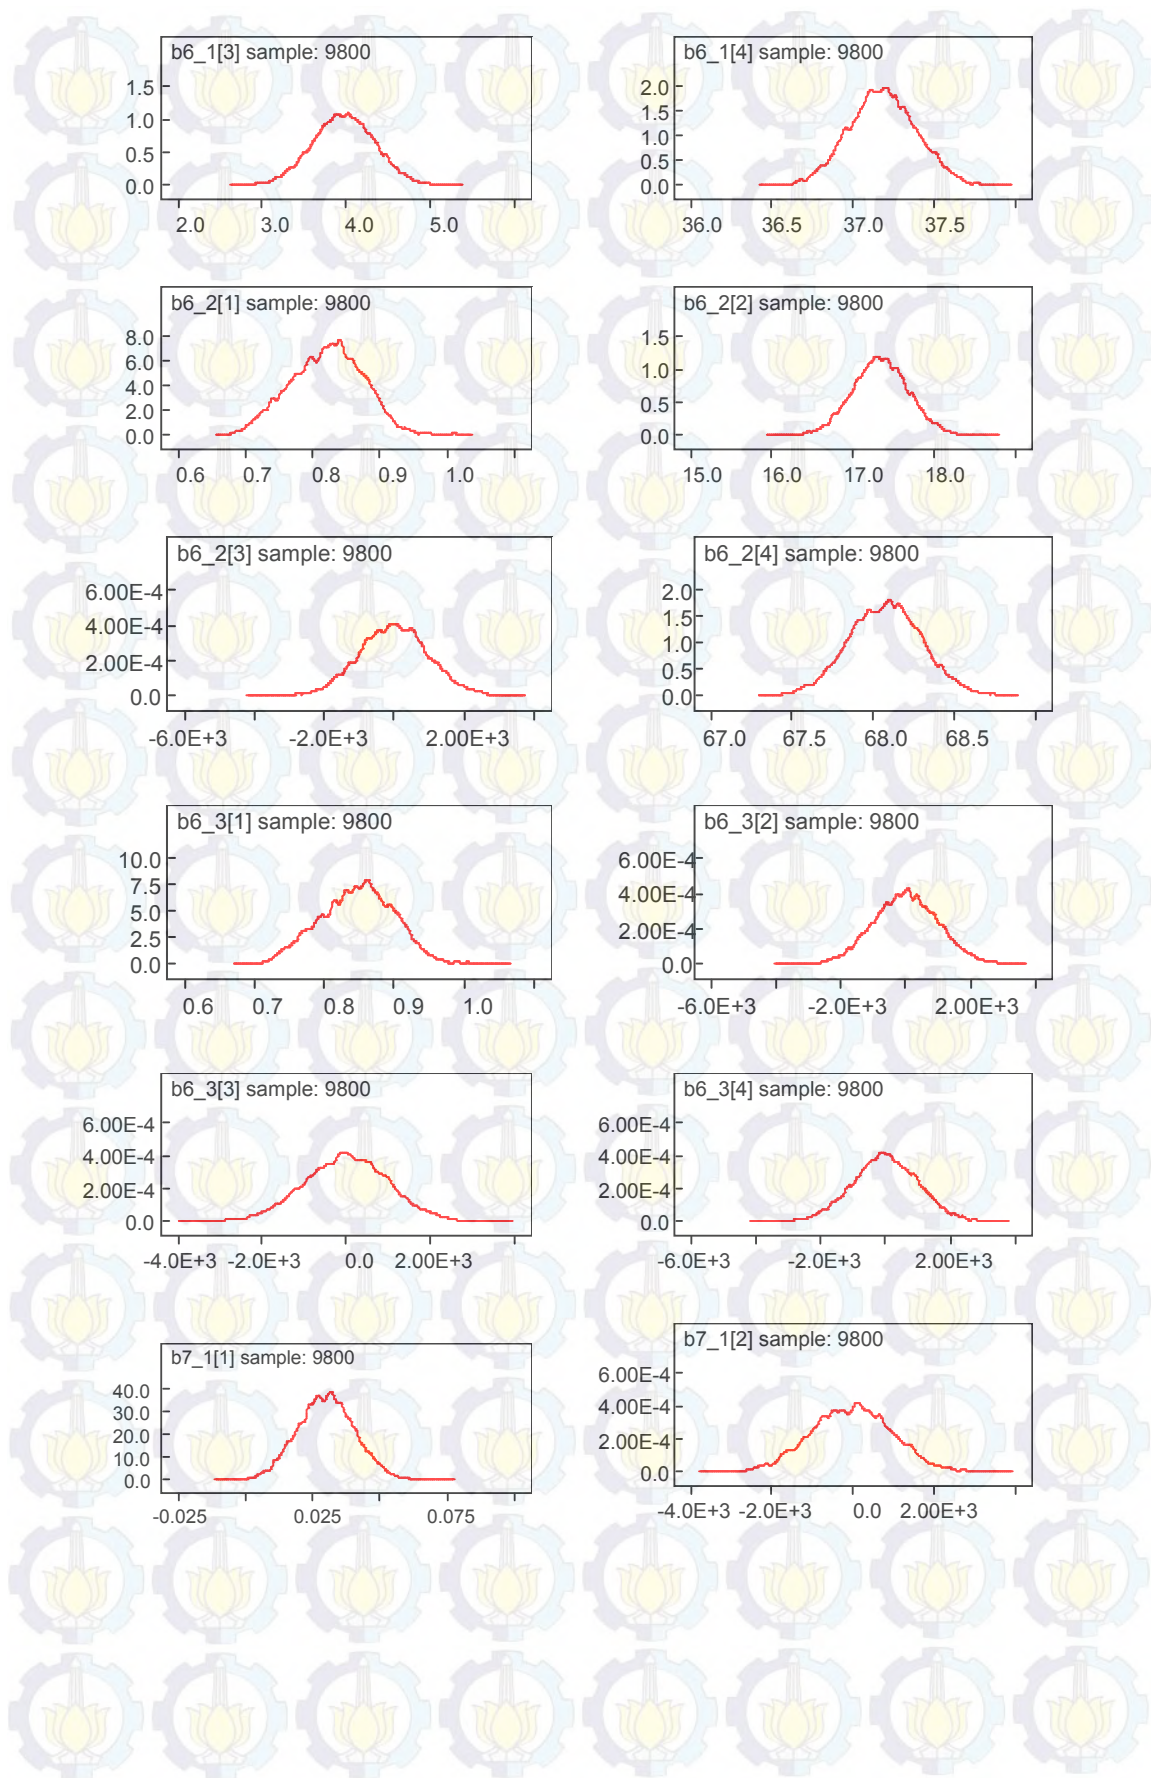 b6_1[3] sample: 9800
1.5
1.0
0.5
0.0
2.0 3.0 4.0 5.0
b6_1[4] sample: 9800
2.0
1.5
1.0
0.5
0.0
36.0 36.5 37.0 37.5
b6_2[1] sample: 9800
8.0
6.0
4.0
2.0
0.0
0.6 0.7 0.8 0.9 1.0
b6_2[2] sample: 9800
1.5
1.0
0.5
0.0
15.0 16.0 17.0 18.0
b6_2[3] sample: 9800
6.00E-4
4.00E-4
2.00E-4
0.0
-6.0E+3 -2.0E+3 2.00E+3
b6_2[4] sample: 9800
2.0
1.5
1.0
0.5
0.0
67.0 67.5 68.0 68.5
b6_3[1] sample: 9800
10.0
7.5
5.0
2.5
0.0
0.6 0.7 0.8 0.9 1.0
b6_3[2] sample: 9800
6.00E-4
4.00E-4
2.00E-4
0.0
-6.0E+3 -2.0E+3 2.00E+3
b6_3[3] sample: 9800
6.00E-4
4.00E-4
2.00E-4
0.0
-4.0E+3 -2.0E+3 0.0 2.00E+3
b6_3[4] sample: 9800
6.00E-4
4.00E-4
2.00E-4
0.0
-6.0E+3 -2.0E+3 2.00E+3
b7_1[1] sample: 9800
40.0
30.0
20.0
10.0
0.0
-0.025 0.025 0.075
b7_1[2] sample: 9800
6.00E-4
4.00E-4
2.00E-4
0.0
-4.0E+3 -2.0E+3 0.0 2.00E+3